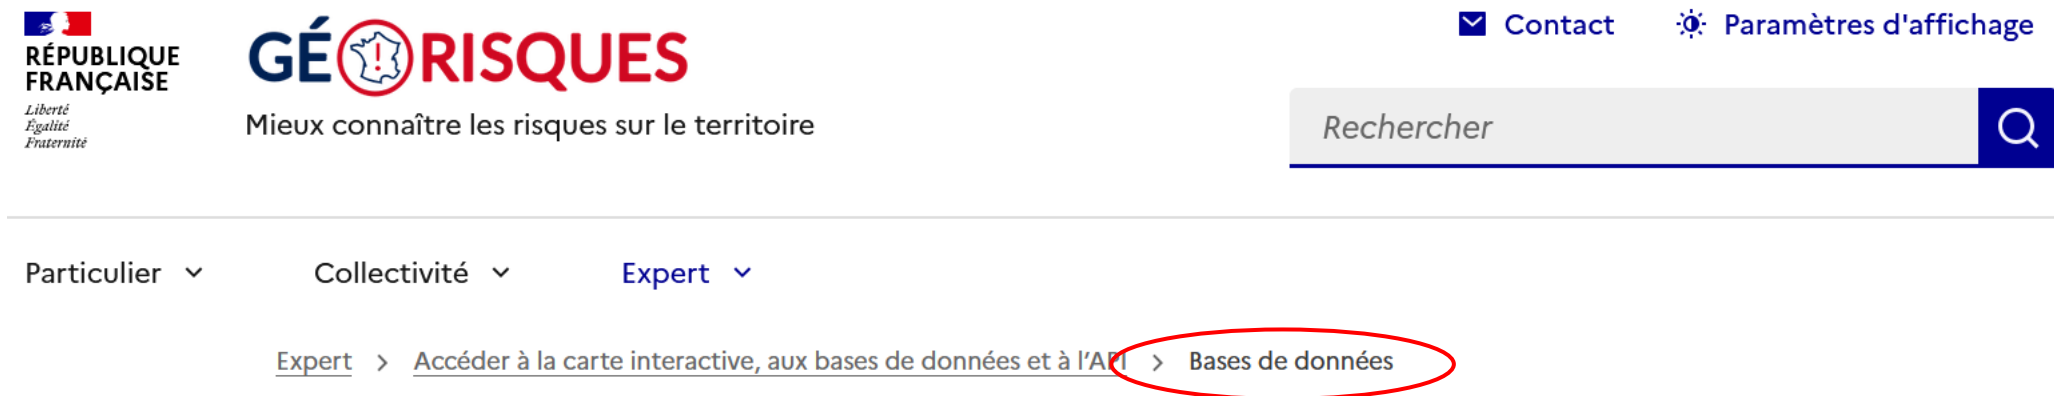 RÉPUBLIQUE
FRANÇAISE
Liberté
Égalité
Fraternité
GÉORISQUES
Mieux connaître les risques sur le territoire
Contact
Paramètres d'affichage
Rechercher
Particulier
Collectivité
Expert
Expert > Accéder à la carte interactive, aux bases de données et à l’API > Bases de données